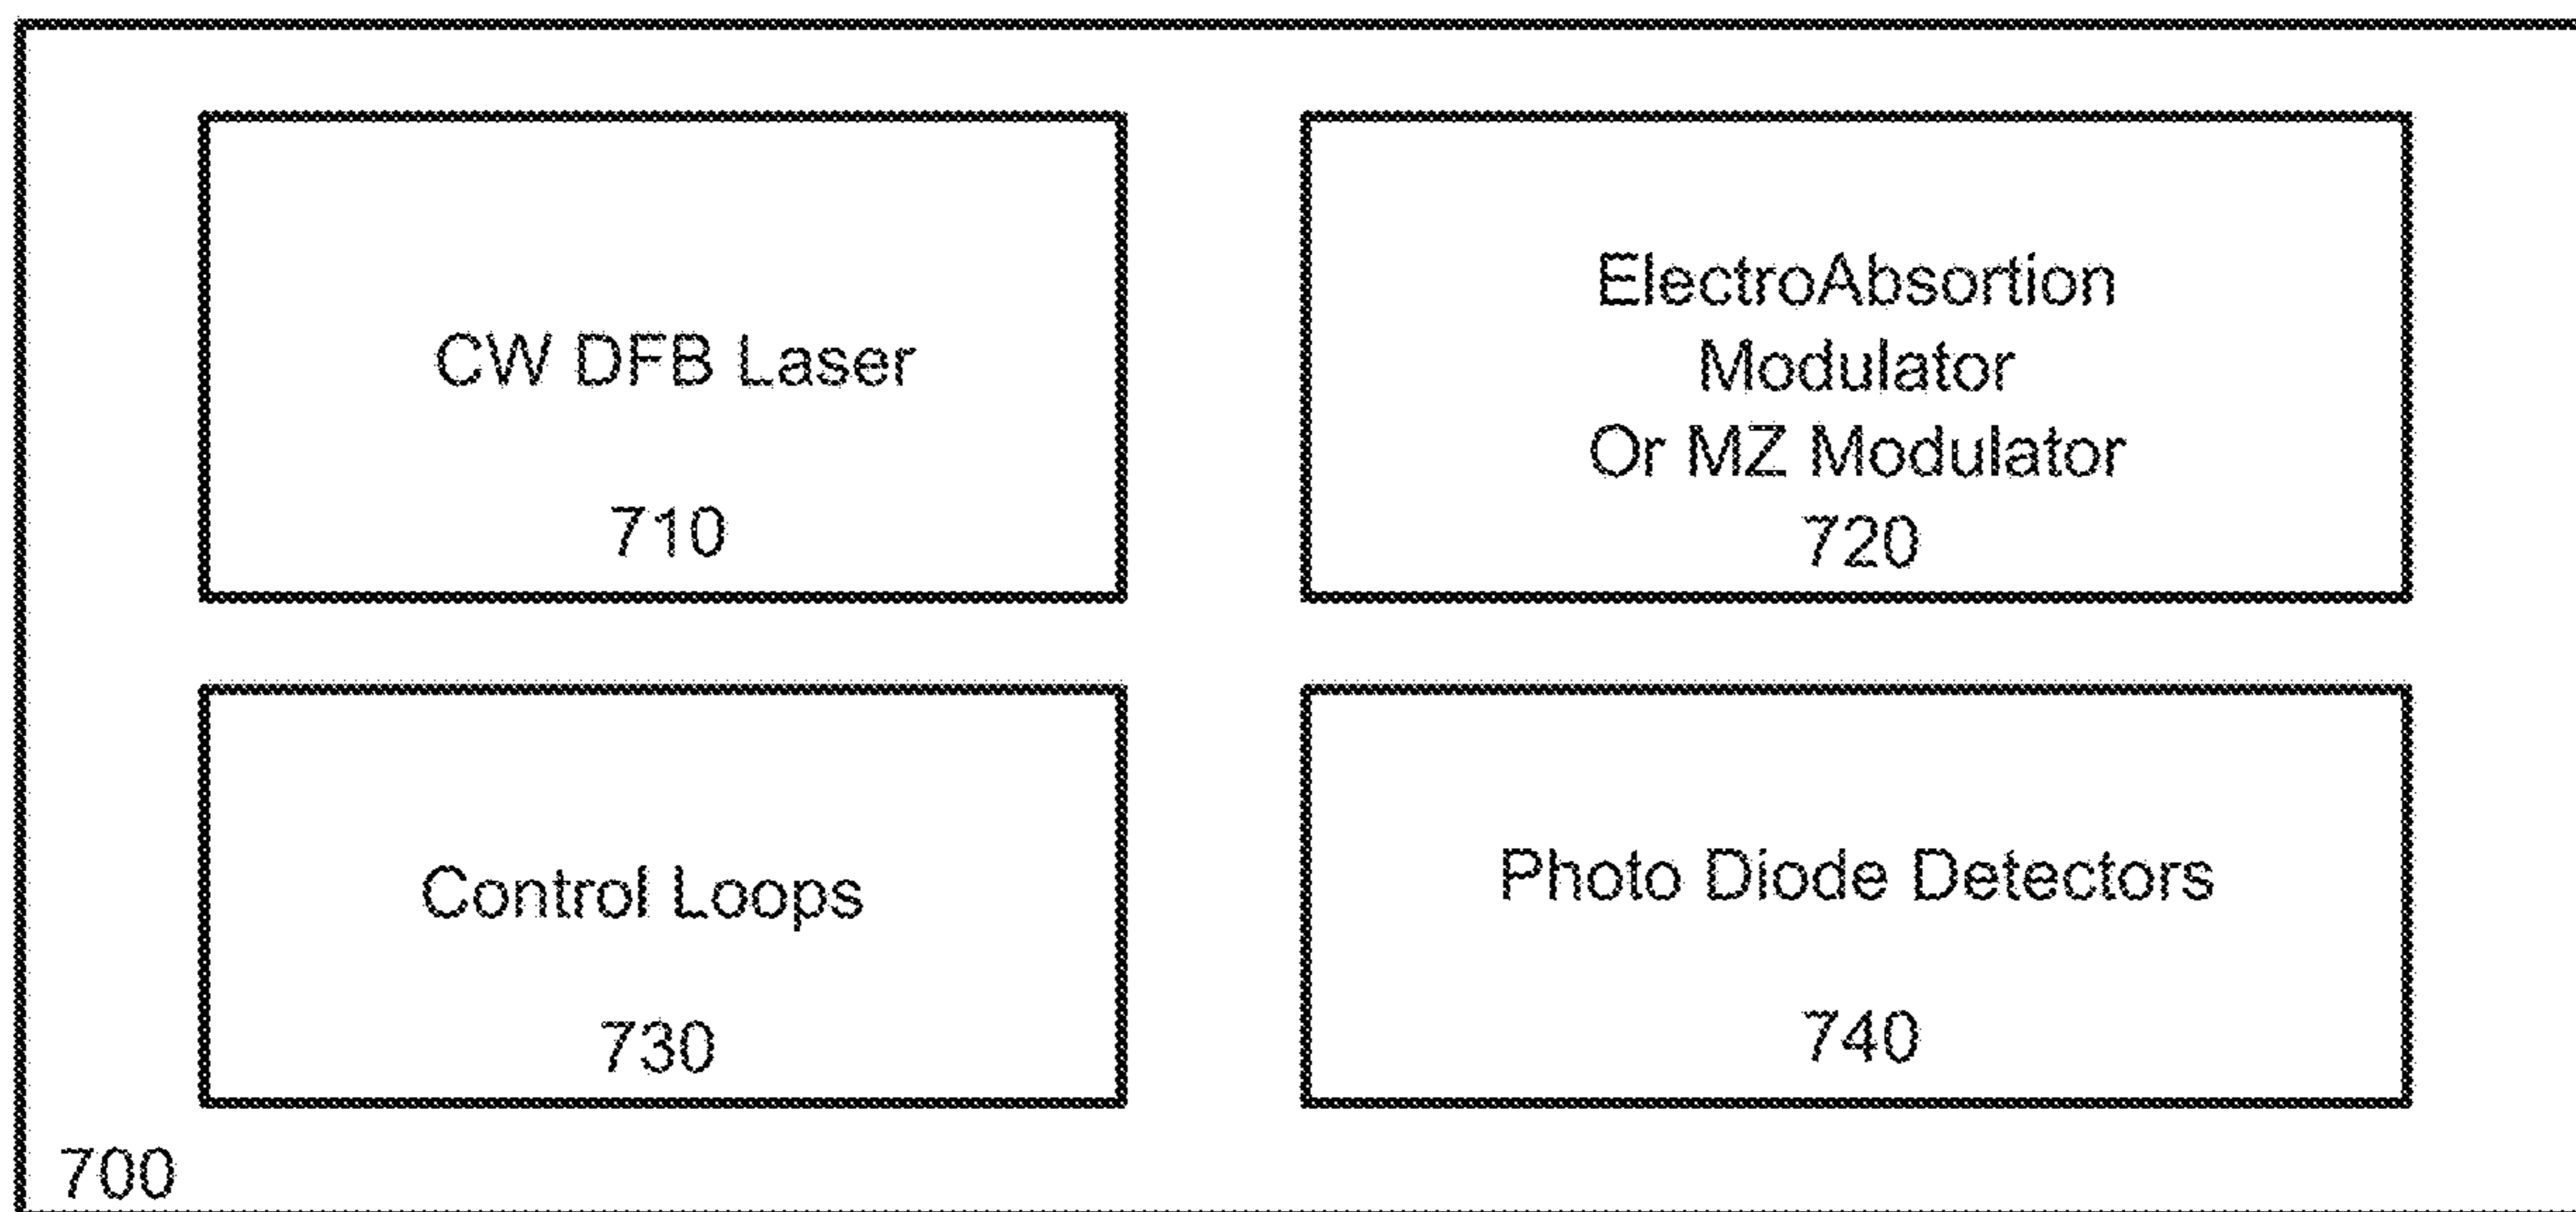 CW DFB Laser
710
ElectroAbsortion
Modulator
Or MZ Modulator
720
Control Loops
730
Photo Diode Detectors
740
700